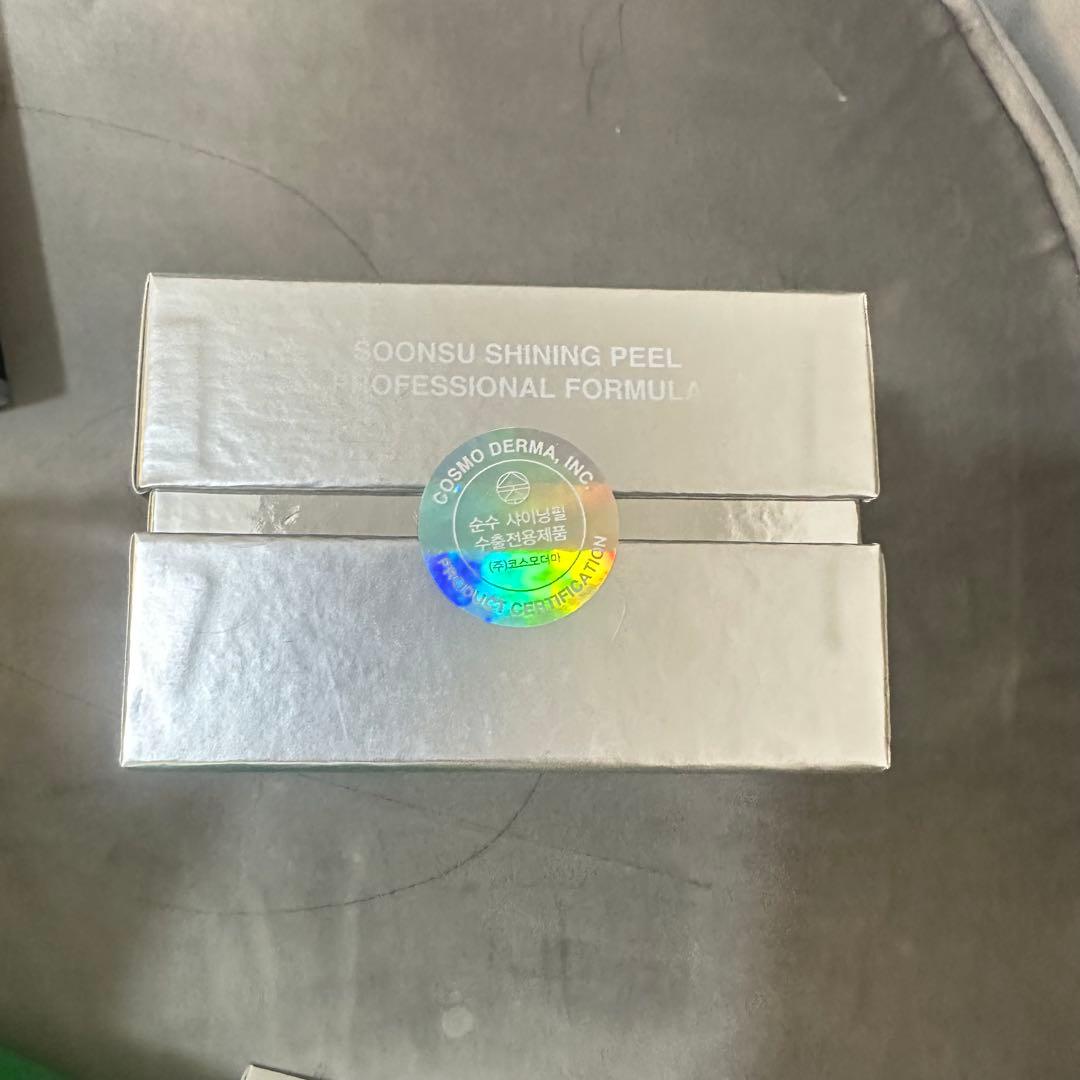 SOONSU SHINING PEEL
PROFESSIONAL FORMULA
COSMO DERMA, INC.
순수 샤이닝필
수출전용제품
(주)코스모더마
PRODUCT CERTIFICATION